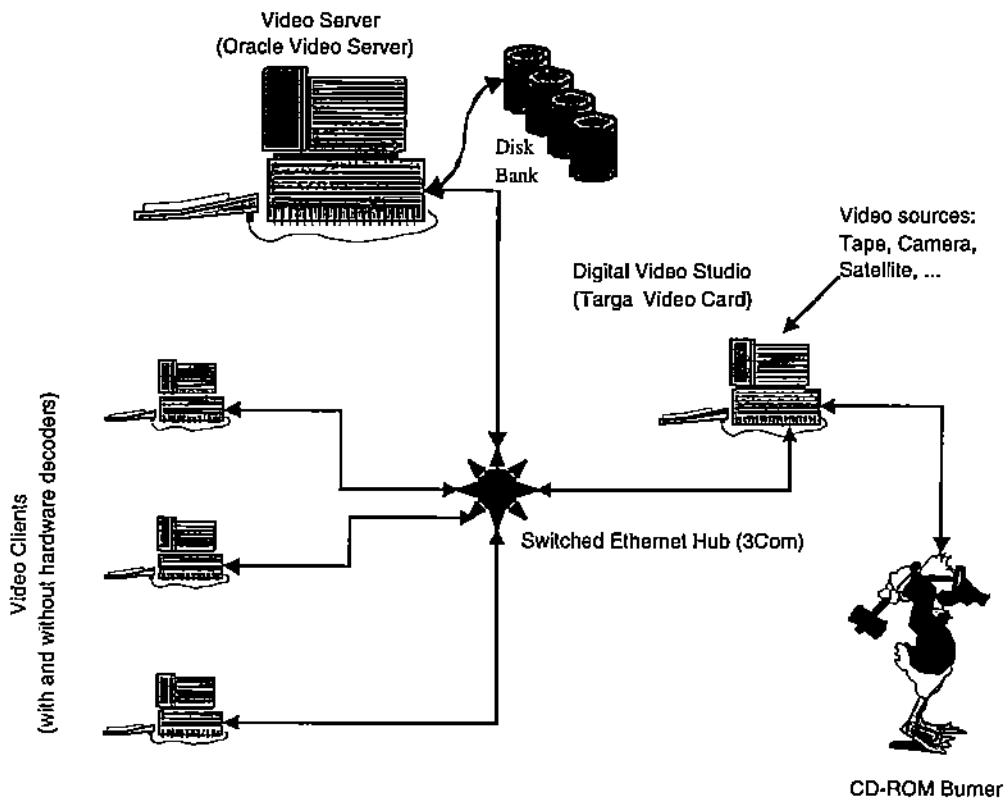 Video Server
(Oracle Video Server)
Disk
Bank
Video sources:
Tape, Camera,
Satellite, ...
Digital Video Studio
(Targa Video Card)
Video Clients
(with and without hardware decoders)
Switched Ethernet Hub (3Com)
CD-ROM Burner